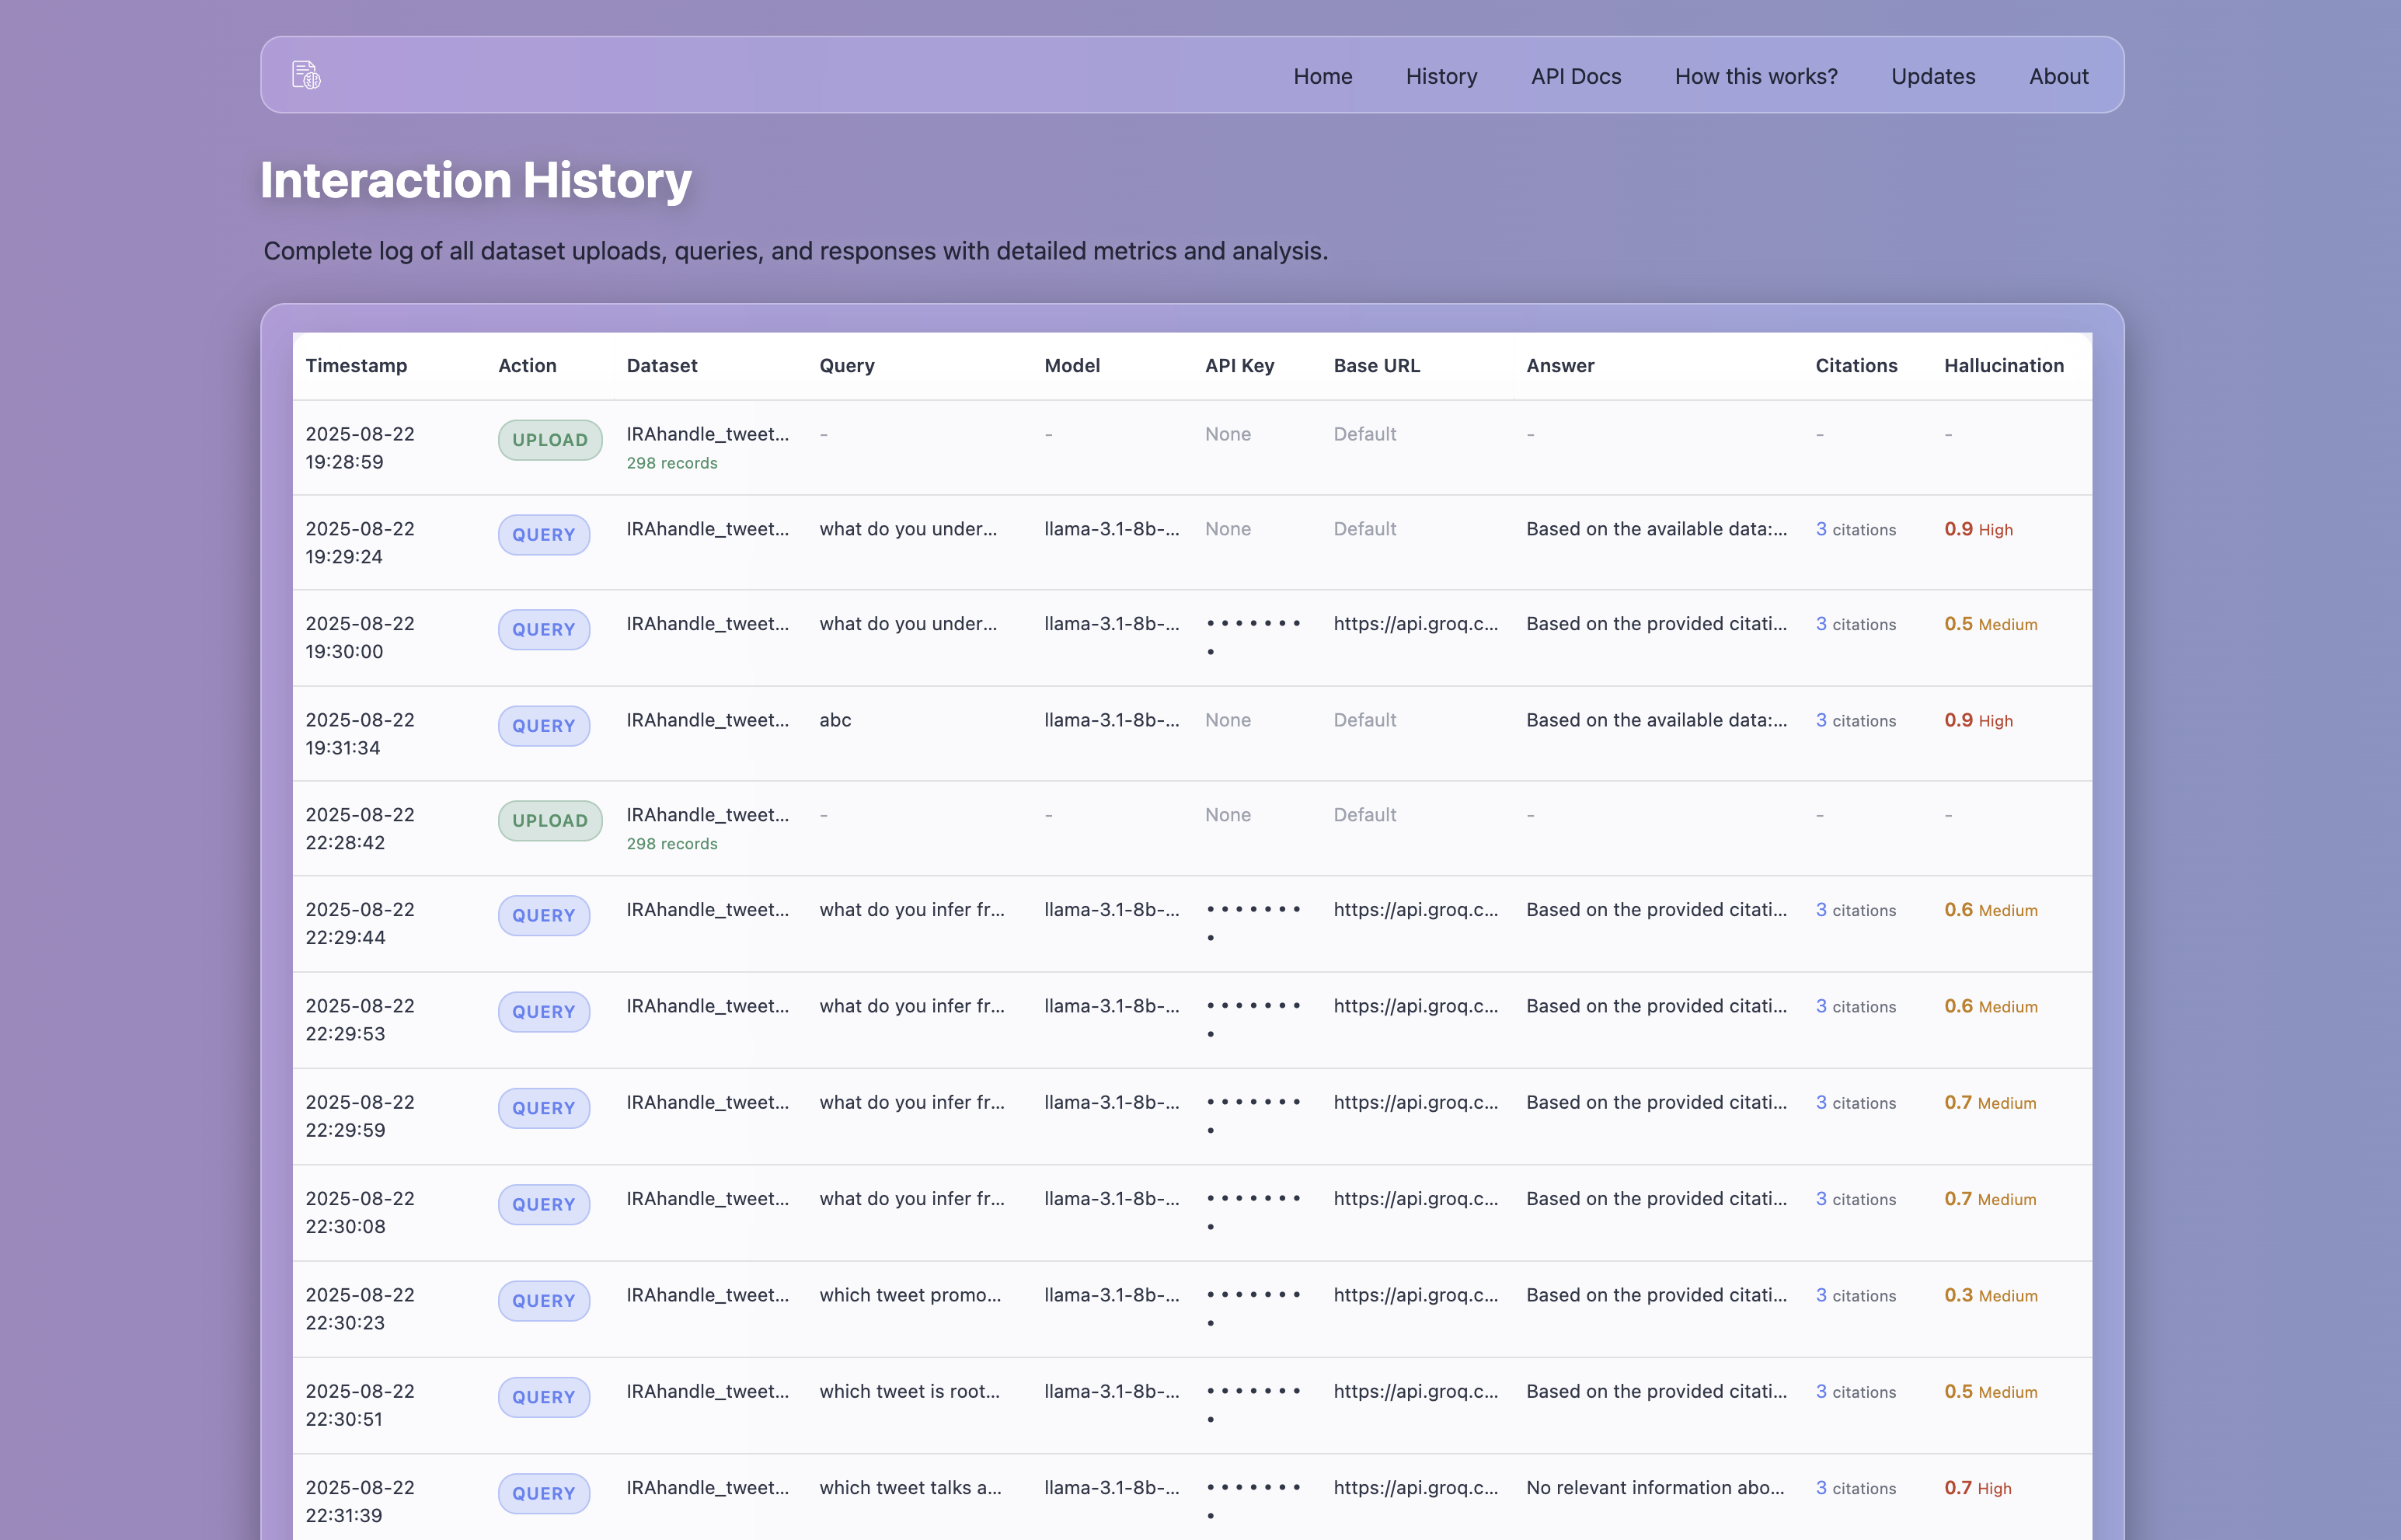 Home History API Docs How this works? Updates About
Interaction History
Complete log of all dataset uploads, queries, and responses with detailed metrics and analysis.
Timestamp Action Dataset Query Model API Key Base URL Answer Citations Hallucination
2025-08-22 UPLOAD IRAhandle_tweet... - - None Default - - -
19:28:59 298 records
2025-08-22 QUERY IRAhandle_tweet... what do you under... llama-3.1-8b-... None Default Based on the available data:... 3 citations 0.9 High
19:29:24
2025-08-22 QUERY IRAhandle_tweet... what do you under... llama-3.1-8b-... ••••••• https://api.groq.c... Based on the provided citati... 3 citations 0.5 Medium
19:30:00 •
2025-08-22 QUERY IRAhandle_tweet... abc llama-3.1-8b-... None Default Based on the available data:... 3 citations 0.9 High
19:31:34
2025-08-22 UPLOAD IRAhandle_tweet... - - None Default - - -
22:28:42 298 records
2025-08-22 QUERY IRAhandle_tweet... what do you infer fr... llama-3.1-8b-... ••••••• https://api.groq.c... Based on the provided citati... 3 citations 0.6 Medium
22:29:44 •
2025-08-22 QUERY IRAhandle_tweet... what do you infer fr... llama-3.1-8b-... ••••••• https://api.groq.c... Based on the provided citati... 3 citations 0.6 Medium
22:29:53 •
2025-08-22 QUERY IRAhandle_tweet... what do you infer fr... llama-3.1-8b-... ••••••• https://api.groq.c... Based on the provided citati... 3 citations 0.7 Medium
22:29:59 •
2025-08-22 QUERY IRAhandle_tweet... what do you infer fr... llama-3.1-8b-... ••••••• https://api.groq.c... Based on the provided citati... 3 citations 0.7 Medium
22:30:08 •
2025-08-22 QUERY IRAhandle_tweet... which tweet promo... llama-3.1-8b-... ••••••• https://api.groq.c... Based on the provided citati... 3 citations 0.3 Medium
22:30:23 •
2025-08-22 QUERY IRAhandle_tweet... which tweet is root... llama-3.1-8b-... ••••••• https://api.groq.c... Based on the provided citati... 3 citations 0.5 Medium
22:30:51 •
2025-08-22 QUERY IRAhandle_tweet... which tweet talks a... llama-3.1-8b-... ••••••• https://api.groq.c... No relevant information abo... 3 citations 0.7 High
22:31:39 •